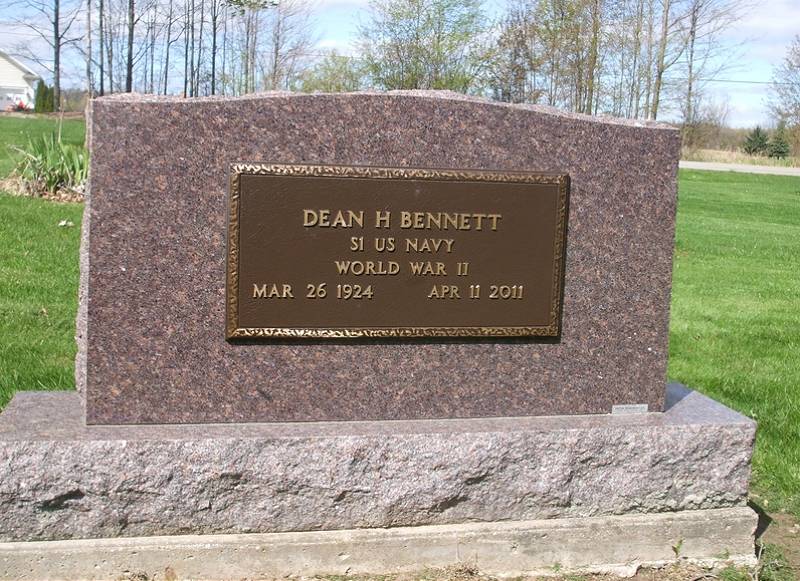 DEAN H BENNETT
S1 US NAVY
WORLD WAR II
MAR 26 1924 APR 11 2011